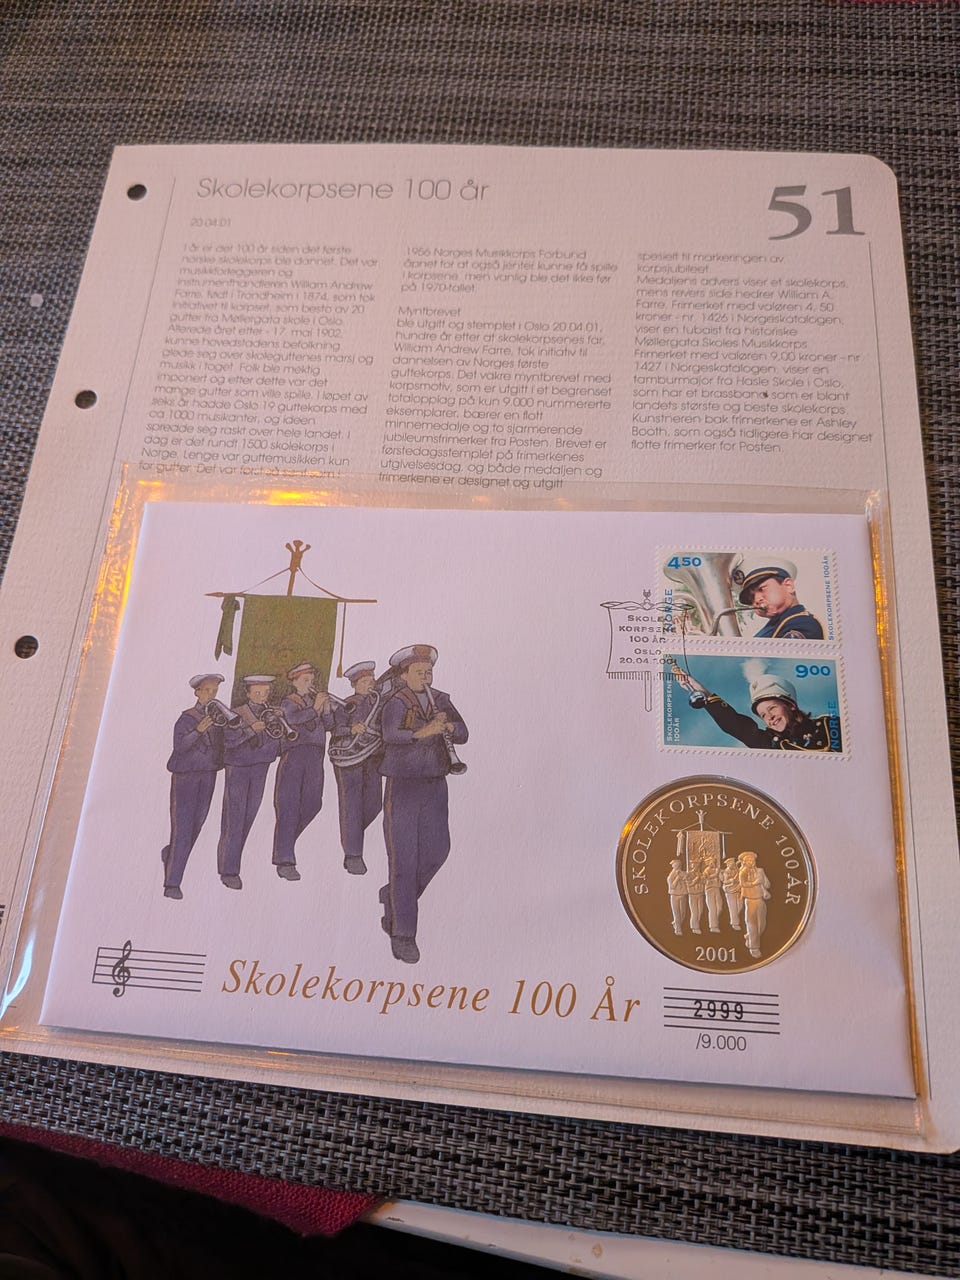 Skolekorpsene 100 år
51
20.04.01
I år er det 100 år siden det første
norske skolekorps ble dannet. Det var
musikkforleggeren og
instrumenthandleren William Andrew
Farre, født i Trondheim i 1874, som tok
initiativet til korpset, som besto av 20
gutter fra Møllergata skole i Oslo.
Allerede året etter - 17. mai 1902,
kunne hovedstadens befolkning
glede seg over skoleguttenes marsj og
musikk i toget. Folk ble mektig
imponert og etter dette var det
mange gutter som ville spille. I løpet av
seks år hadde Oslo 19 guttekorps med
ca 1000 musikanter, og ideen
spredde seg raskt over hele landet. I
dag er det rundt 1500 skolekorps i
Norge. Lenge var guttemusikken kun
for gutter. Det var først på
1956 Norges Musikkorps Forbund
åpnet for at også jenter kunne få spille
i korpsene, men vanlig ble det ikke før
på 1970-tallet.
Myntbrevet
ble utgitt og stemplet i Oslo 20.04.01,
hundre år etter at skolekorpsenes far,
William Andrew Farre, tok initiativ til
dannelsen av Norges første
guttekorps. Det vakre myntbrevet med
korpsmotiv, som er utgitt i et begrenset
totalopplag på kun 9.000 nummererte
eksemplarer, bærer en flott
minnemedalje og to sjarmerende
jubileumsfrimerker fra Posten. Brevet er
førstedagsstemplet på frimerkenes
utgivelsesdag, og både medaljen og
frimerkene er designet og utgitt
spesielt til markeringen av
korpsjubileet.
Medaljens advers viser et skolekorps,
mens revers side hedrer William A.
Farre. Frimerket med valøren 4,50
kroner - nr. 1426 i Norgeskatalogen,
viser en tubaist fra historiske
Møllergata Skoles Musikkorps.
Frimerket med valøren 9,00 kroner - nr.
1427 i Norgeskatalogen, viser en
tamburmajor fra Hasle Skole i Oslo,
som har et brassband som er blant
landets største og beste skolekorps.
Kunstneren bak frimerkene er Ashley
Booth, som også tidligere har designet
flotte frimerker for Posten.
450
NORGE
SKOLEKORPSENE 100 ÅR
SKOLE
KORPSENE
100 ÅR
OSLO
20.04.2001
900
NORGE
SKOLEKORPSENE
100 ÅR
SKOLEKORPSENE 100 ÅR
2001
Skolekorpsene 100 År
2999
/9.000